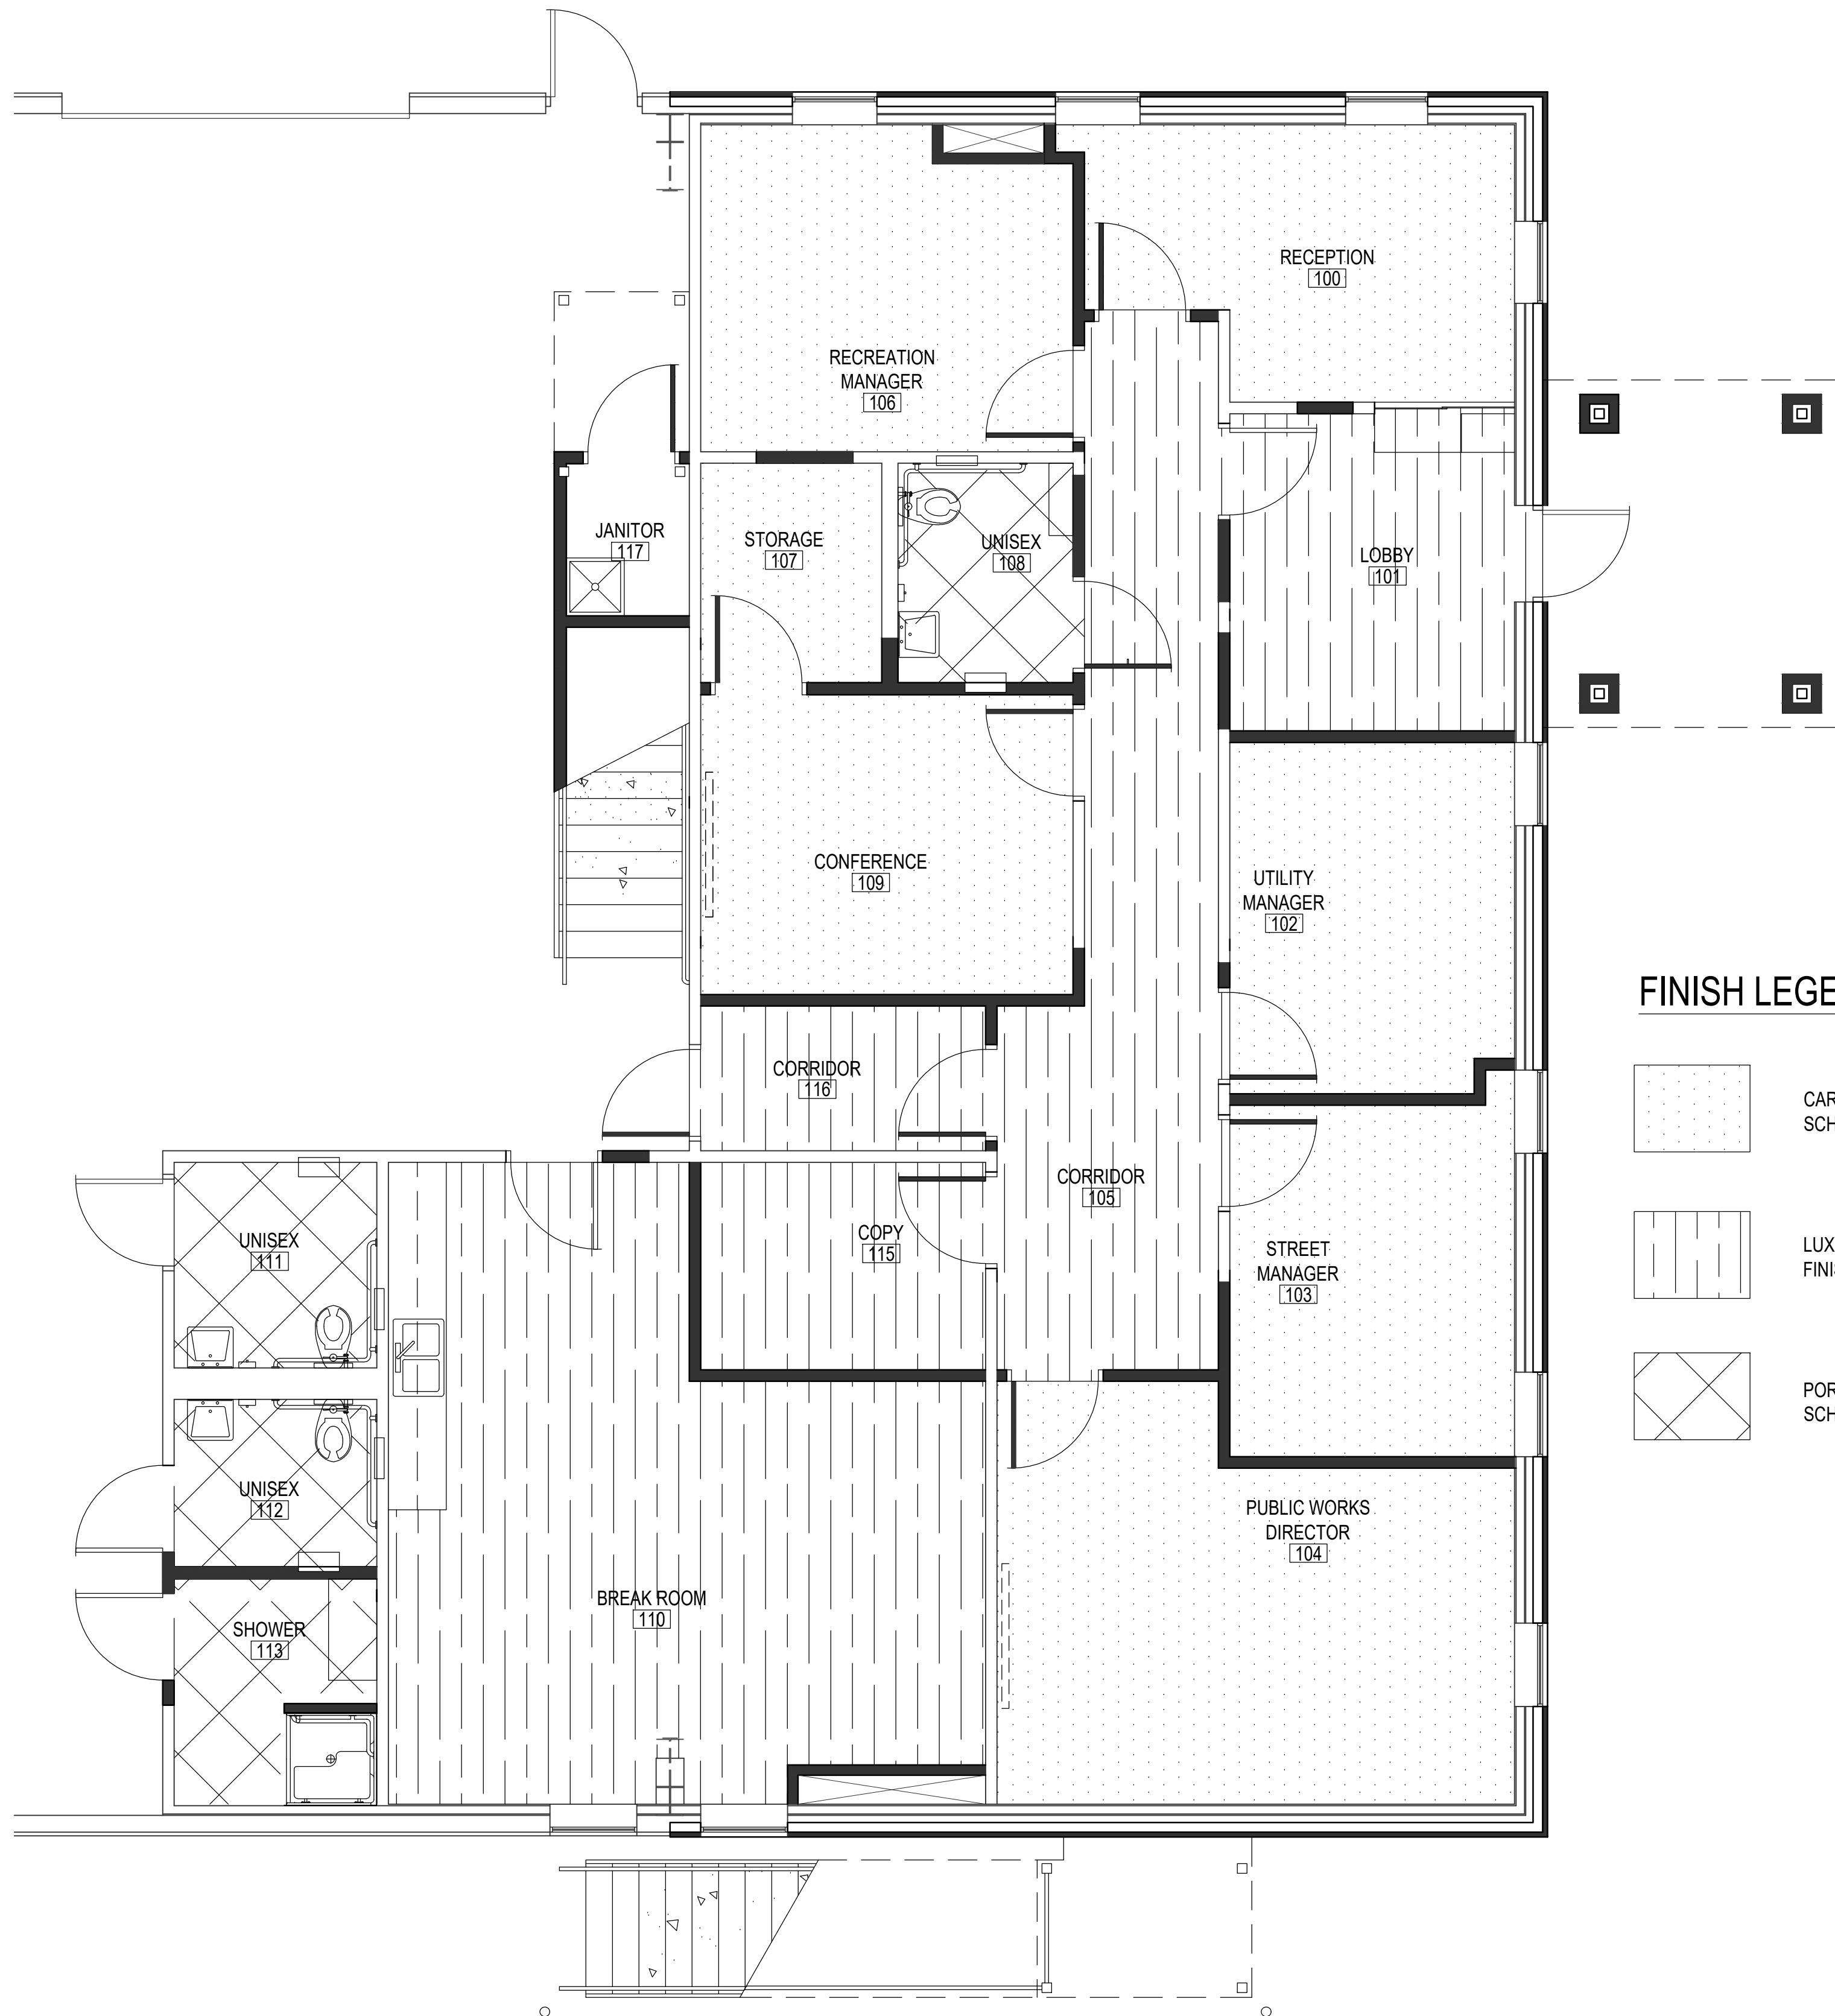 RECEPTION
100
RECREATION
MANAGER
106
JANITOR
117
STORAGE
107
UNISEX
108
LOBBY
101
CONFERENCE
109
UTILITY
MANAGER
102
FINISH LEGE
CORRIDOR
116
CAR
SCH
CORRIDOR
105
UNISEX
111
COPY
115
STREET
MANAGER
103
LUX
FINI
POR
SCH
UNISEX
112
PUBLIC WORKS
DIRECTOR
104
BREAK ROOM
110
SHOWER
113